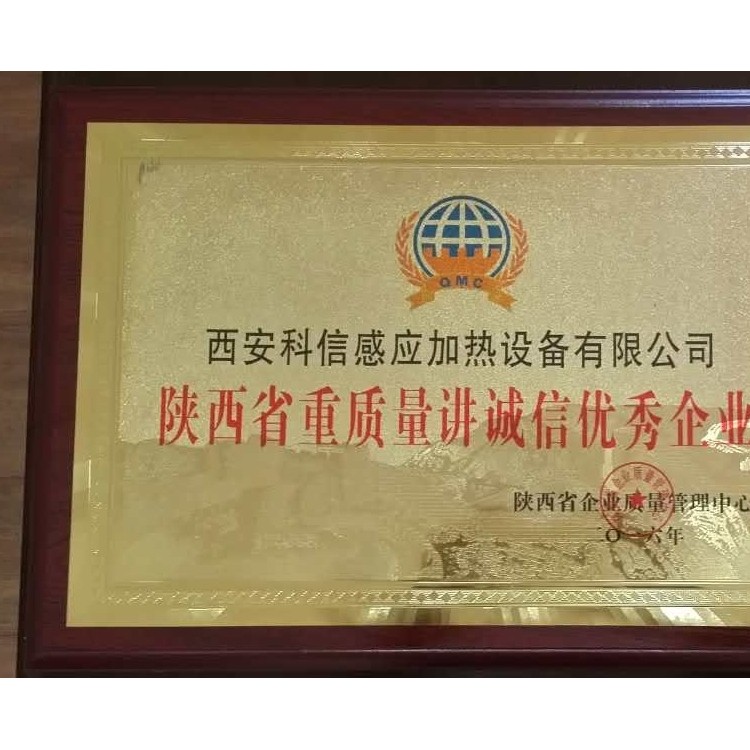 QMC
西安科信感应加热设备有限公司
陕西省重质量讲诚信优秀企业
陕西省企业质量管理中心
二〇一六年